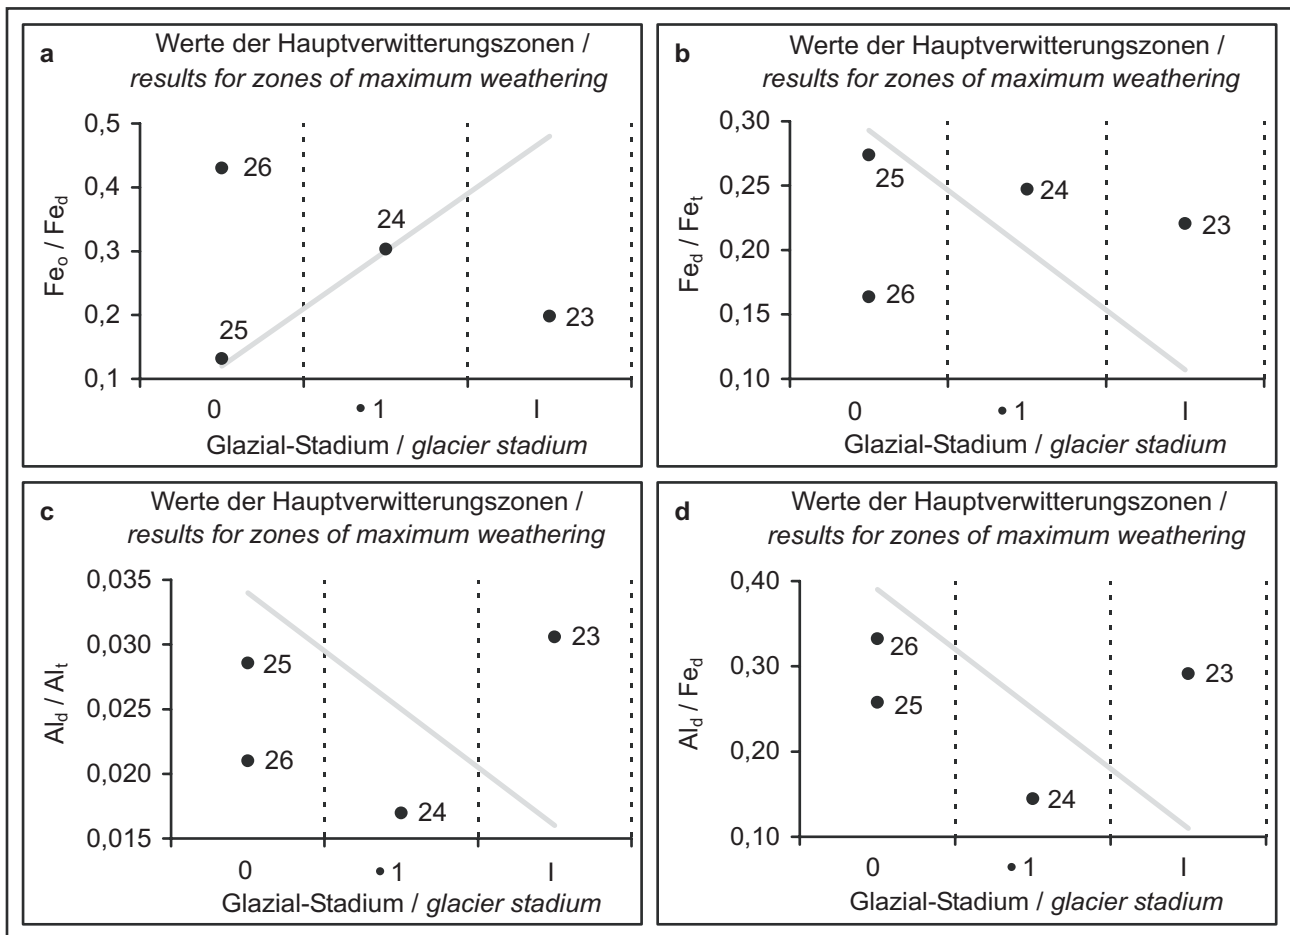 a
Werte der Hauptverwitterungszonen /
results for zones of maximum weathering
0,5
0,4
0,3
0,2
0,1
Feo / Fed
26
24
25
23
0
• 1
I
Glazial-Stadium / glacier stadium
b
Werte der Hauptverwitterungszonen /
results for zones of maximum weathering
0,30
0,25
0,20
0,15
0,10
Fed / Fet
25
24
23
26
0
• 1
I
Glazial-Stadium / glacier stadium
c
Werte der Hauptverwitterungszonen /
results for zones of maximum weathering
0,035
0,030
0,025
0,020
0,015
Ald / Alt
23
25
26
24
0
• 1
I
Glazial-Stadium / glacier stadium
d
Werte der Hauptverwitterungszonen /
results for zones of maximum weathering
0,40
0,30
0,20
0,10
Ald / Fed
26
23
25
24
0
• 1
I
Glazial-Stadium / glacier stadium